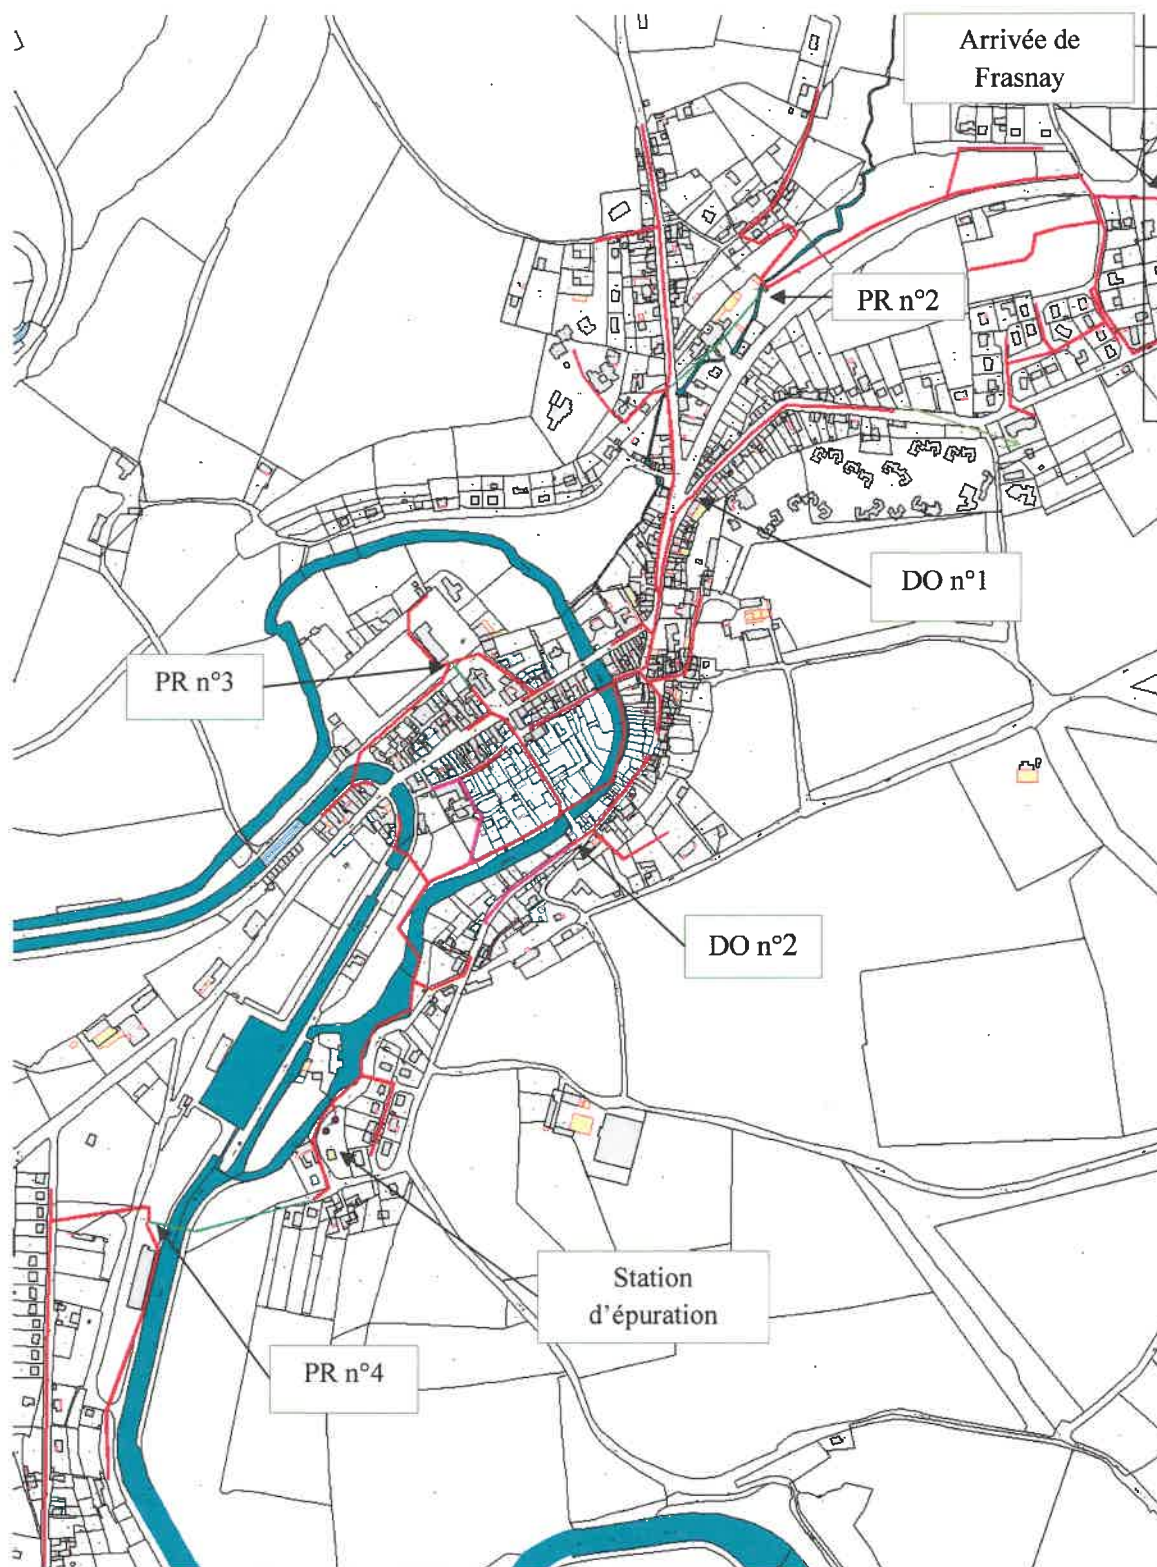 Arrivée de
Frasnay
PR n°2
DO n°1
PR n°3
DO n°2
Station
d'épuration
PR n°4